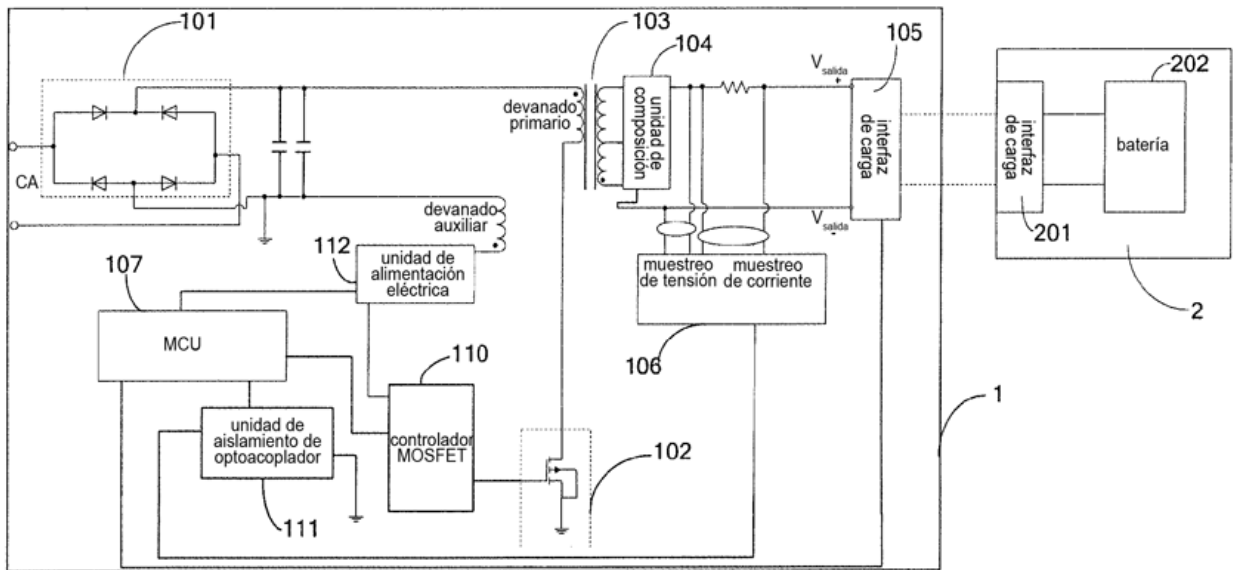 101
103
104
105
202
V
salida
+
devanado
primario
unidad de
composición
interfaz
de carga
interfaz
de carga
batería
CA
devanado
auxiliar
V
salida
-
201
112
unidad de
alimentación
eléctrica
muestreo
de tensión
muestreo
de corriente
2
107
MCU
106
110
1
unidad de
aislamiento de
optoacoplador
controlador
MOSFET
102
111